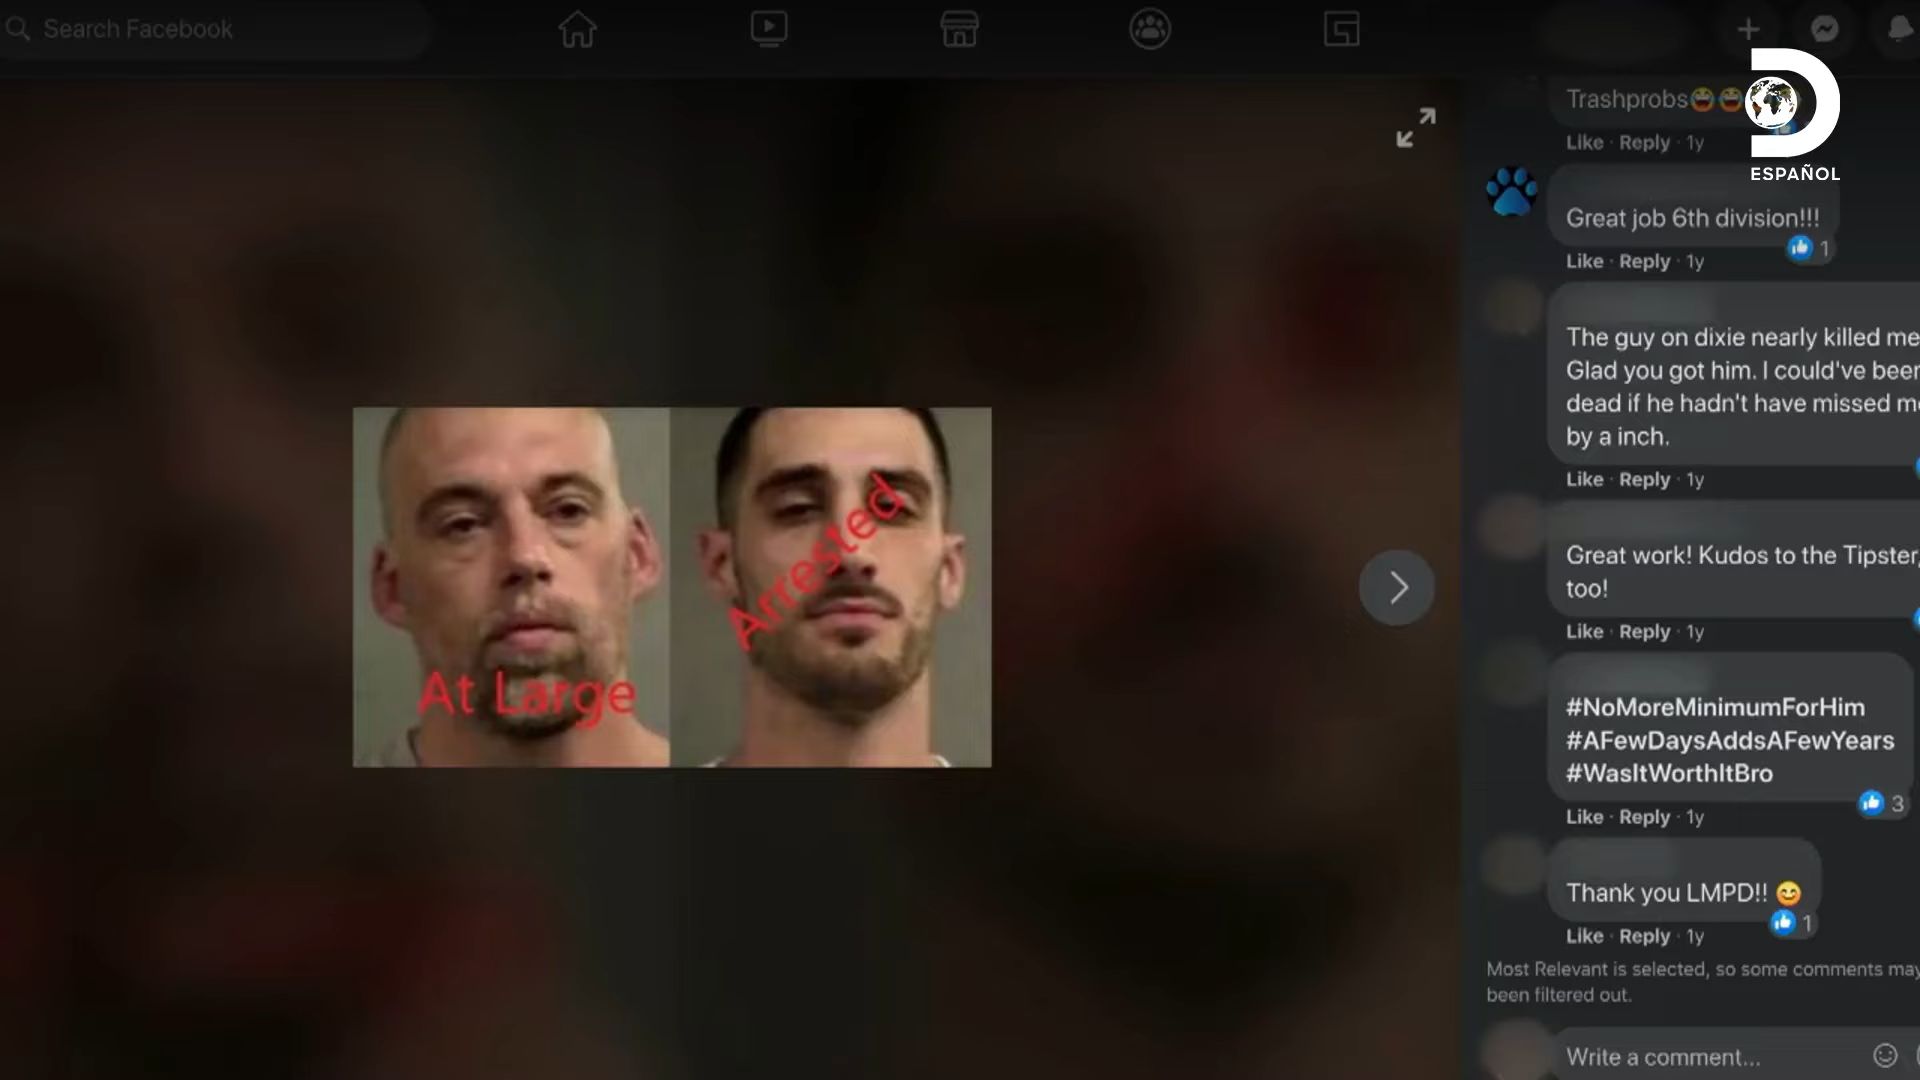 Search Facebook
ESPAÑOL
At Large
Arrested
Trashprobs😂😂
Like · Reply · 1y
Great job 6th division!!!
1
Like · Reply · 1y
The guy on dixie nearly killed me
Glad you got him. I could've been
dead if he hadn't have missed me
by a inch.
Like · Reply · 1y
Great work! Kudos to the Tipster,
too!
Like · Reply · 1y
#NoMoreMinimumForHim
#AFewDaysAddsAFewYears
#WasItWorthItBro
3
Like · Reply · 1y
Thank you LMPD!! 😊
1
Like · Reply · 1y
Most Relevant is selected, so some comments may
been filtered out.
Write a comment...